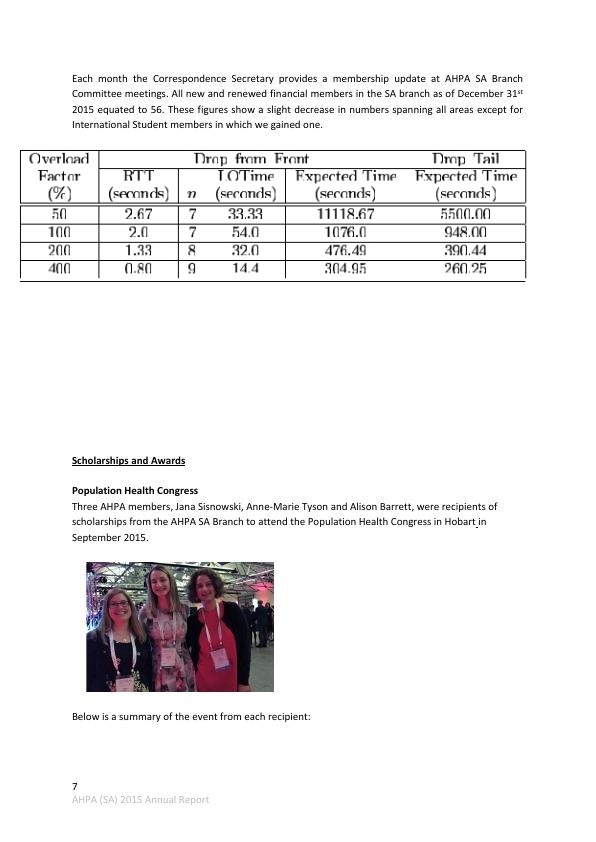 Each month the Correspondence Secretary provides a membership update at AHPA SA Branch
Committee meetings. All new and renewed financial members in the SA branch as of December 31st
2015 equated to 56. These figures show a slight decrease in numbers spanning all areas except for
International Student members in which we gained one.
Overload Drop from Front Drop Tail
Factor RTT LOTime Expected Time Expected Time
(%) (seconds) n (seconds) (seconds) (seconds)
50 2.67 7 33.33 11118.67 5500.00
100 2.0 7 54.0 1076.0 948.00
200 1.33 8 32.0 476.49 390.44
400 0.80 9 14.4 304.95 260.25
Scholarships and Awards
Population Health Congress
Three AHPA members, Jana Sisnowski, Anne-Marie Tyson and Alison Barrett, were recipients of
scholarships from the AHPA SA Branch to attend the Population Health Congress in Hobart in
September 2015.
Below is a summary of the event from each recipient:
7
AHPA (SA) 2015 Annual Report